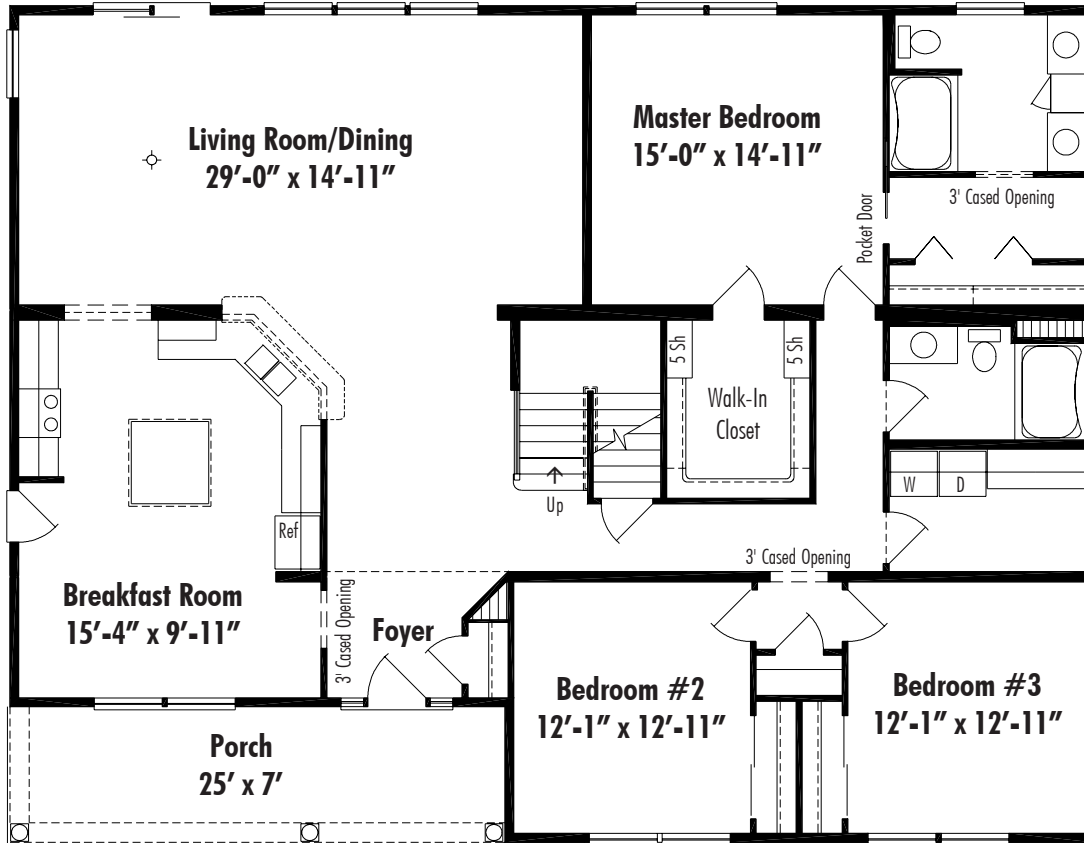 Living Room/Dining
29′-0″ x 14′-11″
Master Bedroom
15′-0″ x 14′-11″
Pocket Door
3' Cased Opening
5 Sh
5 Sh
Walk-In
Closet
Up
W
D
Ref
3' Cased Opening
Breakfast Room
15′-4″ x 9′-11″
3' Cased Opening
Foyer
Bedroom #2
12′-1″ x 12′-11″
Bedroom #3
12′-1″ x 12′-11″
Porch
25′ x 7′